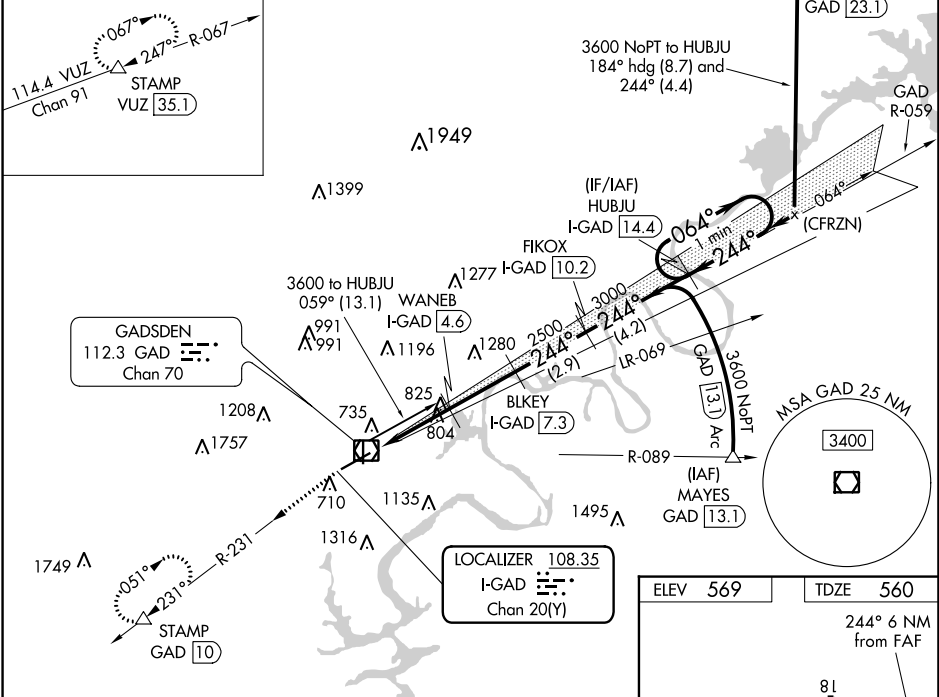 067°
247°
R-067
114.4 VUZ
Chan 91
STAMP
VUZ 35.1
GAD 23.1
3600 NoPT to HUBJU
184° hdg (8.7) and
244° (4.4)
GAD
R-059
1949
1399
(IF/IAF)
HUBJU
I-GAD 14.4
064°
1 min
244°
064°
(CFRZN)
FIKOX
I-GAD 10.2
1277
3600 to HUBJU
059° (13.1)
WANEB
I-GAD 4.6
3000
244°
(4.2)
2500
244°
(2.9)
LR-069
GADSDEN
112.3 GAD
Chan 70
991
991
1196
1280
BLKEY
I-GAD 7.3
3600 NoPT
GAD 13.1 Arc
825
804
735
1208
1757
MSA GAD 25 NM
3400
R-089
(IAF)
MAYES
GAD 13.1
710
1135
1495
1316
R-231
1749
051°
231°
STAMP
GAD 10
LOCALIZER 108.35
I-GAD
Chan 20(Y)
ELEV 569
TDZE 560
244° 6 NM
from FAF